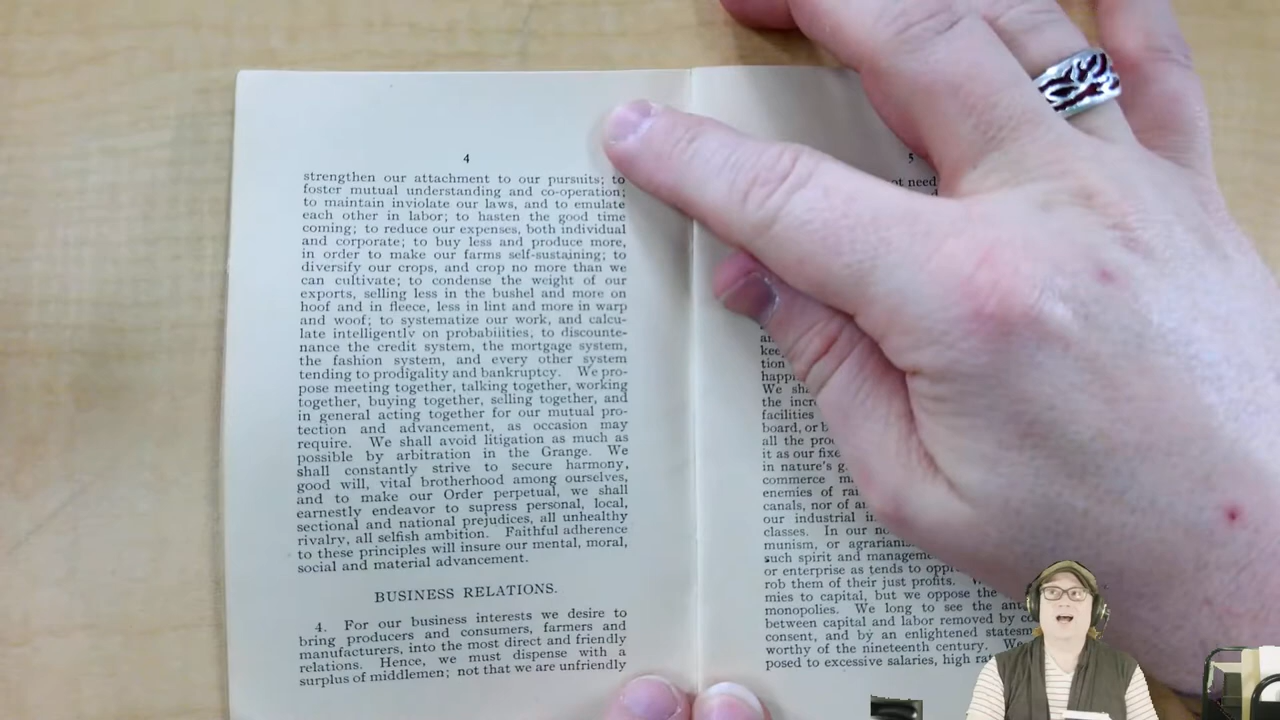 4
strengthen our attachment to our pursuits; to
foster mutual understanding and co-operation;
to maintain inviolate our laws, and to emulate
each other in labor; to hasten the good time
coming; to reduce our expenses, both individual
and corporate; to buy less and produce more,
in order to make our farms self-sustaining; to
diversify our crops, and crop no more than we
can cultivate; to condense the weight of our
exports, selling less in the bushel and more on
hoof and in fleece, less in lint and more in warp
and woof; to systematize our work, and calcu-
late intelligently on probabilities; to discounte-
nance the credit system, the mortgage system,
the fashion system, and every other system
tending to prodigality and bankruptcy. We pro-
pose meeting together, talking together, working
together, buying together, selling together, and
in general acting together for our mutual pro-
tection and advancement, as occasion may
require. We shall avoid litigation as much as
possible by arbitration in the Grange. We
shall constantly strive to secure harmony,
good will, vital brotherhood among ourselves,
and to make our Order perpetual, we shall
earnestly endeavor to supress personal, local,
sectional and national prejudices, all unhealthy
rivalry, all selfish ambition. Faithful adherence
to these principles will insure our mental, moral,
social and material advancement.
BUSINESS RELATIONS.
4. For our business interests we desire to
bring producers and consumers, farmers and
manufacturers, into the most direct and friendly
relations. Hence, we must dispense with a
surplus of middlemen; not that we are unfriendly
5
need
tion
We
the
facilities
board, or
all the
it as our
in nature's
commerce
enemies of
canals, nor of
our industrial
classes. In our
munism, or
such spirit and
or enterprise as tends to
rob them of their just profits.
mies to capital, but we oppose the
monopolies. We long to see the
between capital and labor removed by
consent, and by an enlightened
worthy of the nineteenth century.
posed to excessive salaries, high